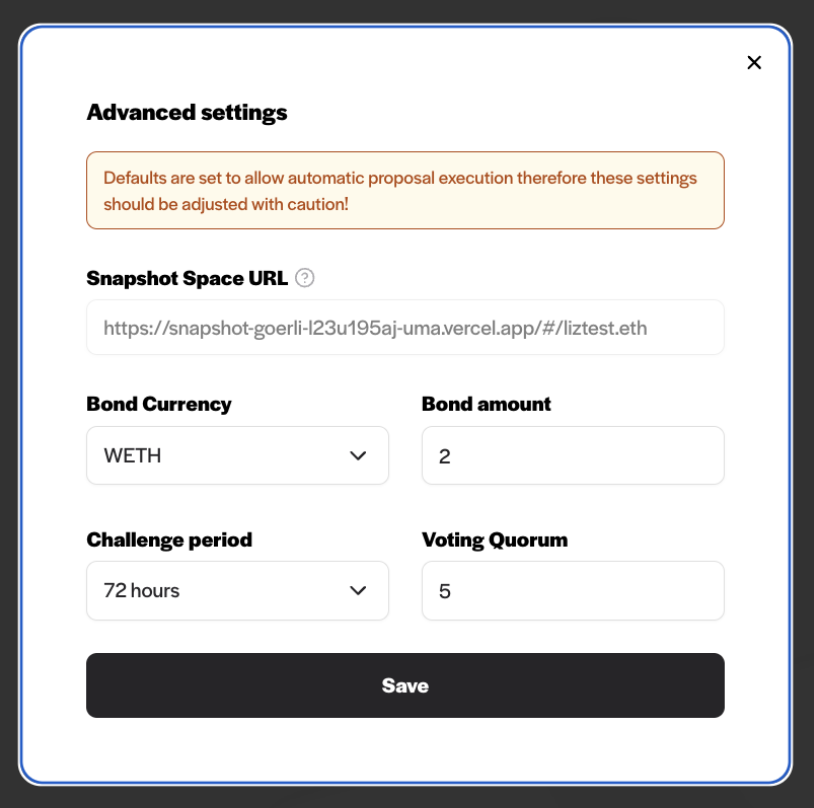 Advanced settings
Defaults are set to allow automatic proposal execution therefore these settings
should be adjusted with caution!
Snapshot Space URL ?
https://snapshot-goerli-l23u195aj-uma.vercel.app/#/liztest.eth
Bond Currency
Bond amount
WETH
2
Challenge period
Voting Quorum
72 hours
5
Save